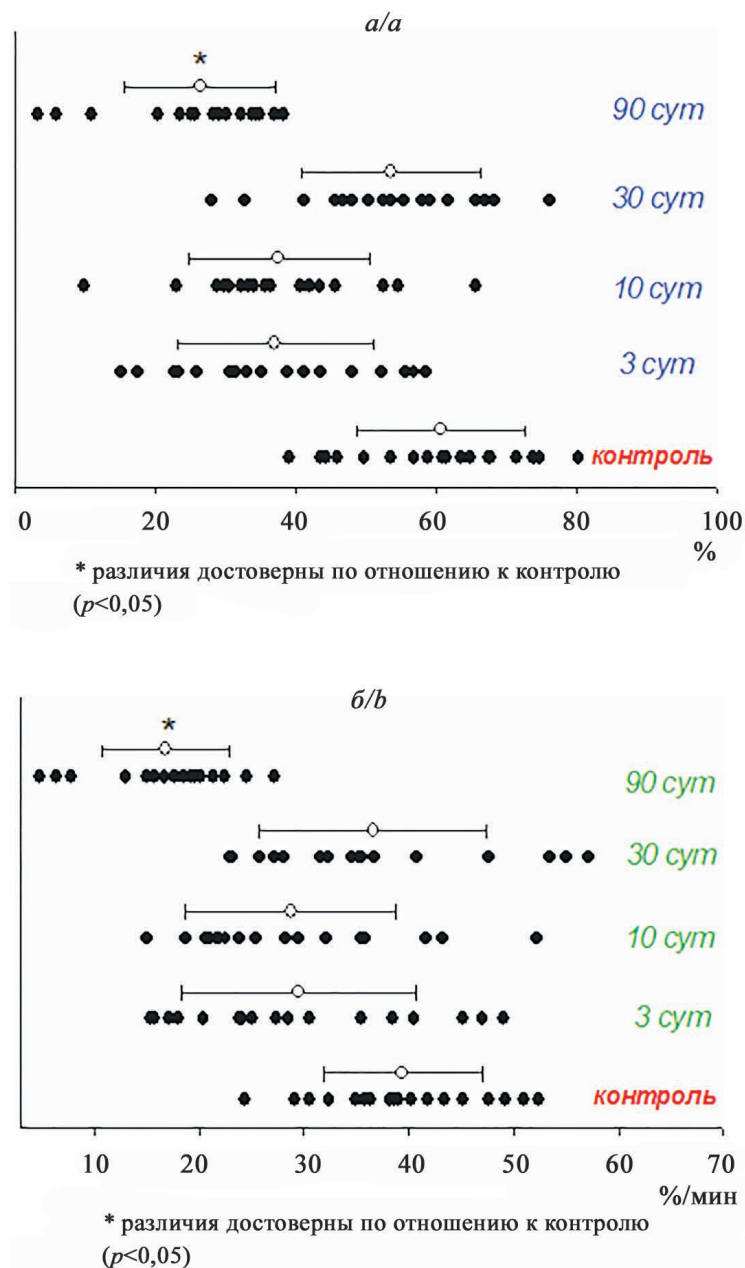 а/a
*
90 сут
30 сут
10 сут
3 сут
контроль
0 20 40 60 80 100
%
* различия достоверны по отношению к контролю
(p<0,05)
б/b
*
90 сут
30 сут
10 сут
3 сут
контроль
10 20 30 40 50 60 70
%/мин
* различия достоверны по отношению к контролю
(p<0,05)